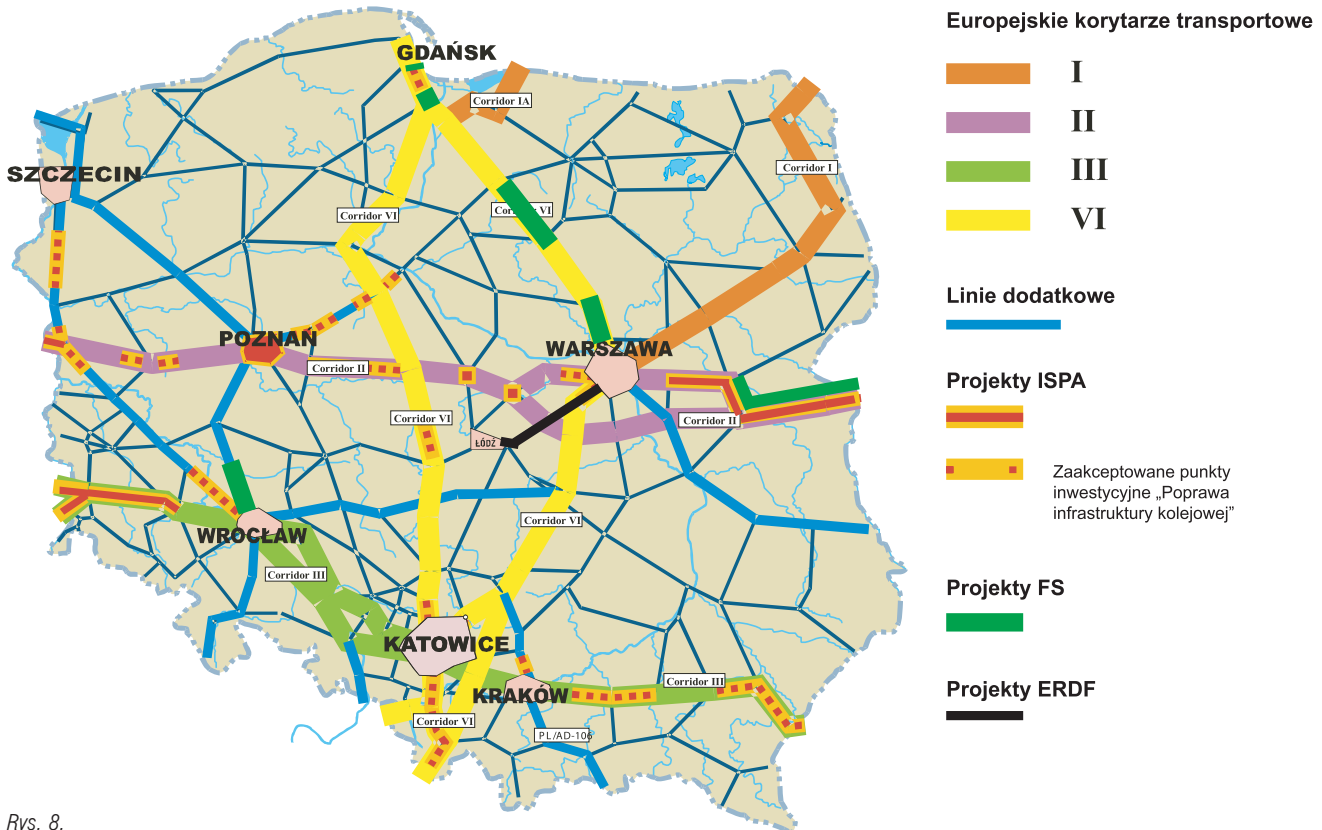 GDAŃSK
Corridor IA
SZCZECIN
Corridor I
Corridor VI
Corridor VI
POZNAŃ
WARSZAWA
Corridor II
Corridor VI
Corridor II
ŁÓDŹ
WROCŁAW
Corridor VI
Corridor III
KATOWICE
KRAKÓW
Corridor III
Corridor VI
PL/AD-106
Rys. 8.
Europejskie korytarze transportowe
I
II
III
VI
Linie dodatkowe
Projekty ISPA
Zaakceptowane punkty
inwestycyjne „Poprawa
infrastruktury kolejowej”
Projekty FS
Projekty ERDF